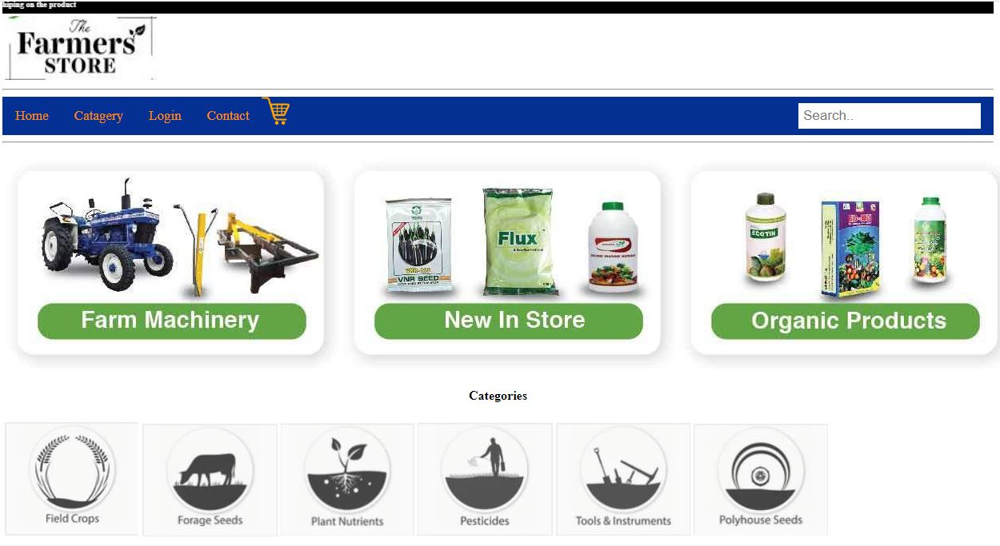 hiping on the product
The
Farmers
STORE
Home Catagery Login Contact
Search..
VNR SEED
Flux
ECOTIN
Farm Machinery
New In Store
Organic Products
Categories
Field Crops
Forage Seeds
Plant Nutrients
Pesticides
Tools & Instruments
Polyhouse Seeds